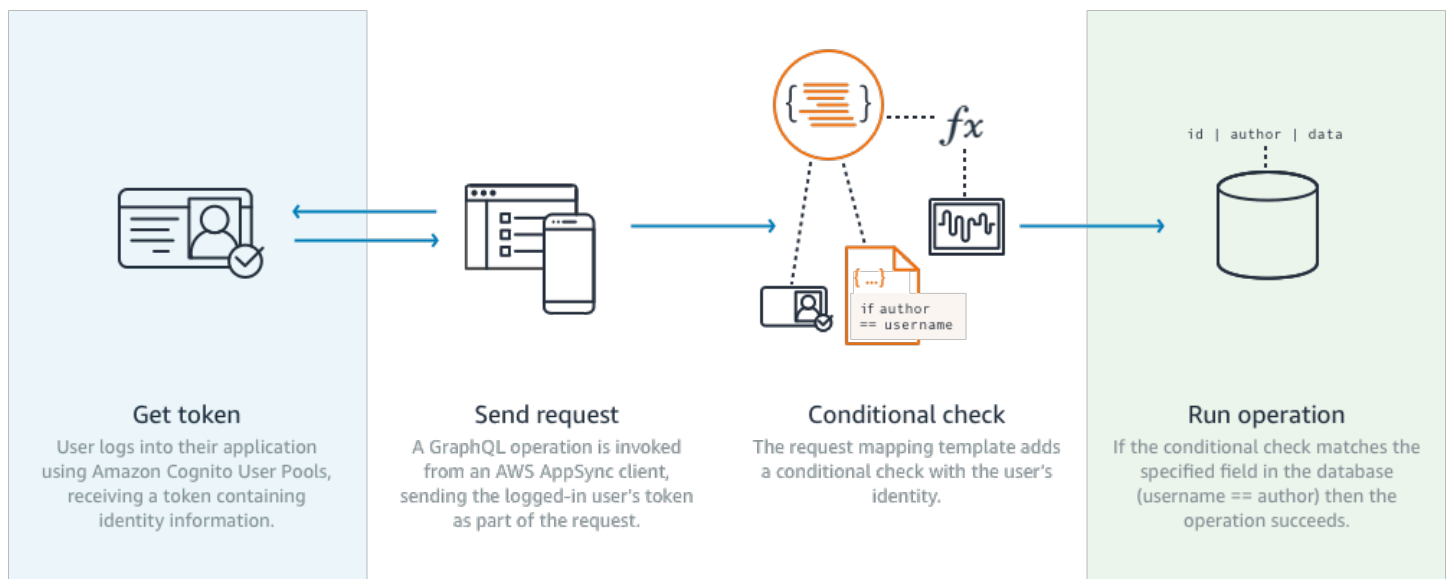 { }
fx
id | author | data
{ ... }
if author
== username
Get token
User logs into their application
using Amazon Cognito User Pools,
receiving a token containing
identity information.
Send request
A GraphQL operation is invoked
from an AWS AppSync client,
sending the logged-in user's token
as part of the request.
Conditional check
The request mapping template adds
a conditional check with the user's
identity.
Run operation
If the conditional check matches the
specified field in the database
(username == author) then the
operation succeeds.